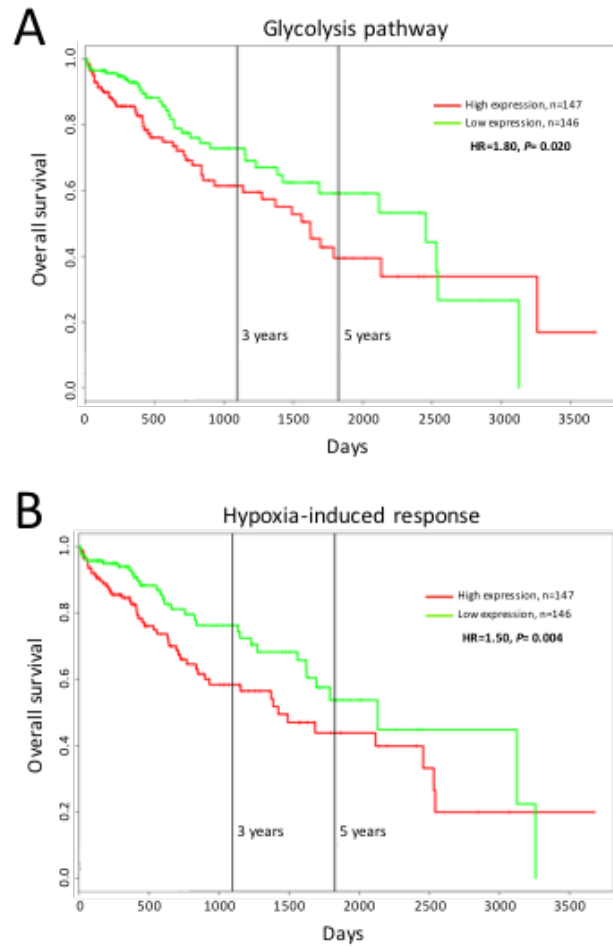 A
Glycolysis pathway
Overall survival
1.0
0.8
0.6
0.4
0.2
0.0
High expression, n=147
Low expression, n=146
HR=1.80, P= 0.020
3 years
5 years
0
500
1000
1500
2000
2500
3000
3500
Days
B
Hypoxia-induced response
Overall survival
1.0
0.8
0.6
0.4
0.2
0.0
High expression, n=147
Low expression, n=146
HR=1.50, P= 0.004
3 years
5 years
0
500
1000
1500
2000
2500
3000
3500
Days